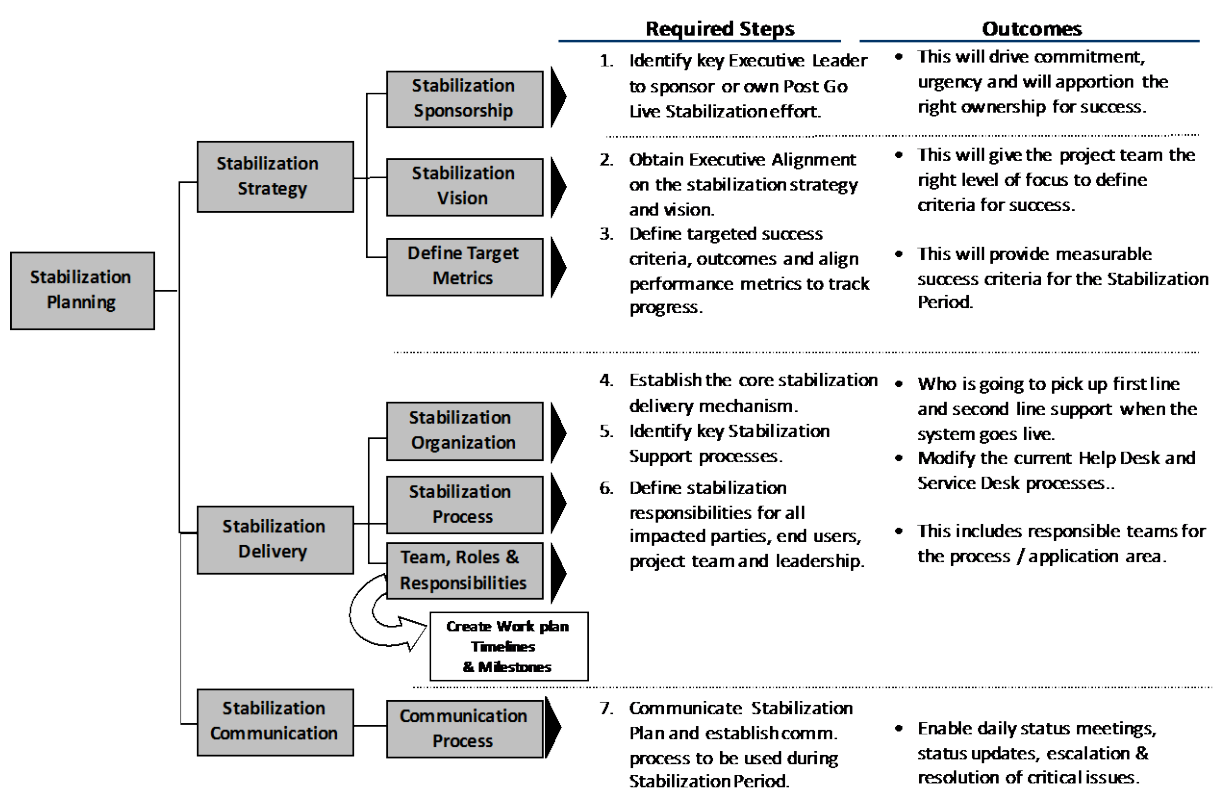 Required Steps
Outcomes
Stabilization
Planning
Stabilization
Strategy
Stabilization
Sponsorship
1. Identify key Executive Leader
to sponsor or own Post Go
Live Stabilization effort.
• This will drive commitment,
urgency and will apportion the
right ownership for success.
Stabilization
Vision
2. Obtain Executive Alignment
on the stabilization strategy
and vision.
• This will give the project team the
right level of focus to define
criteria for success.
Define Target
Metrics
3. Define targeted success
criteria, outcomes and align
performance metrics to track
progress.
• This will provide measurable
success criteria for the Stabilization
Period.
Stabilization
Delivery
Stabilization
Organization
4. Establish the core stabilization
delivery mechanism.
• Who is going to pick up first line
and second line support when the
system goes live.
Stabilization
Process
5. Identify key Stabilization
Support processes.
• Modify the current Help Desk and
Service Desk processes..
Team, Roles &
Responsibilities
6. Define stabilization
responsibilities for all
impacted parties, end users,
project team and leadership.
• This includes responsible teams for
the process / application area.
Create Work plan
Timelines
& Milestones
Stabilization
Communication
Communication
Process
7. Communicate Stabilization
Plan and establish comm.
process to be used during
Stabilization Period.
• Enable daily status meetings,
status updates, escalation &
resolution of critical issues.